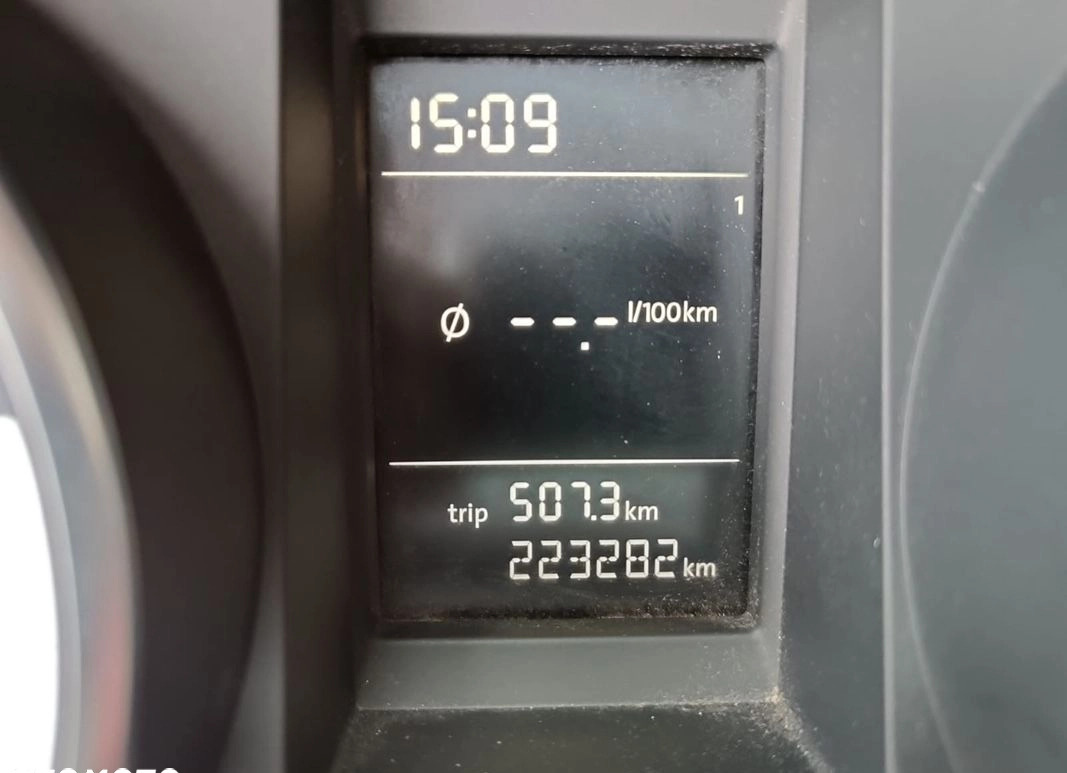 15:09
1
Ø --.- l/100km
trip 507.3 km
223282 km